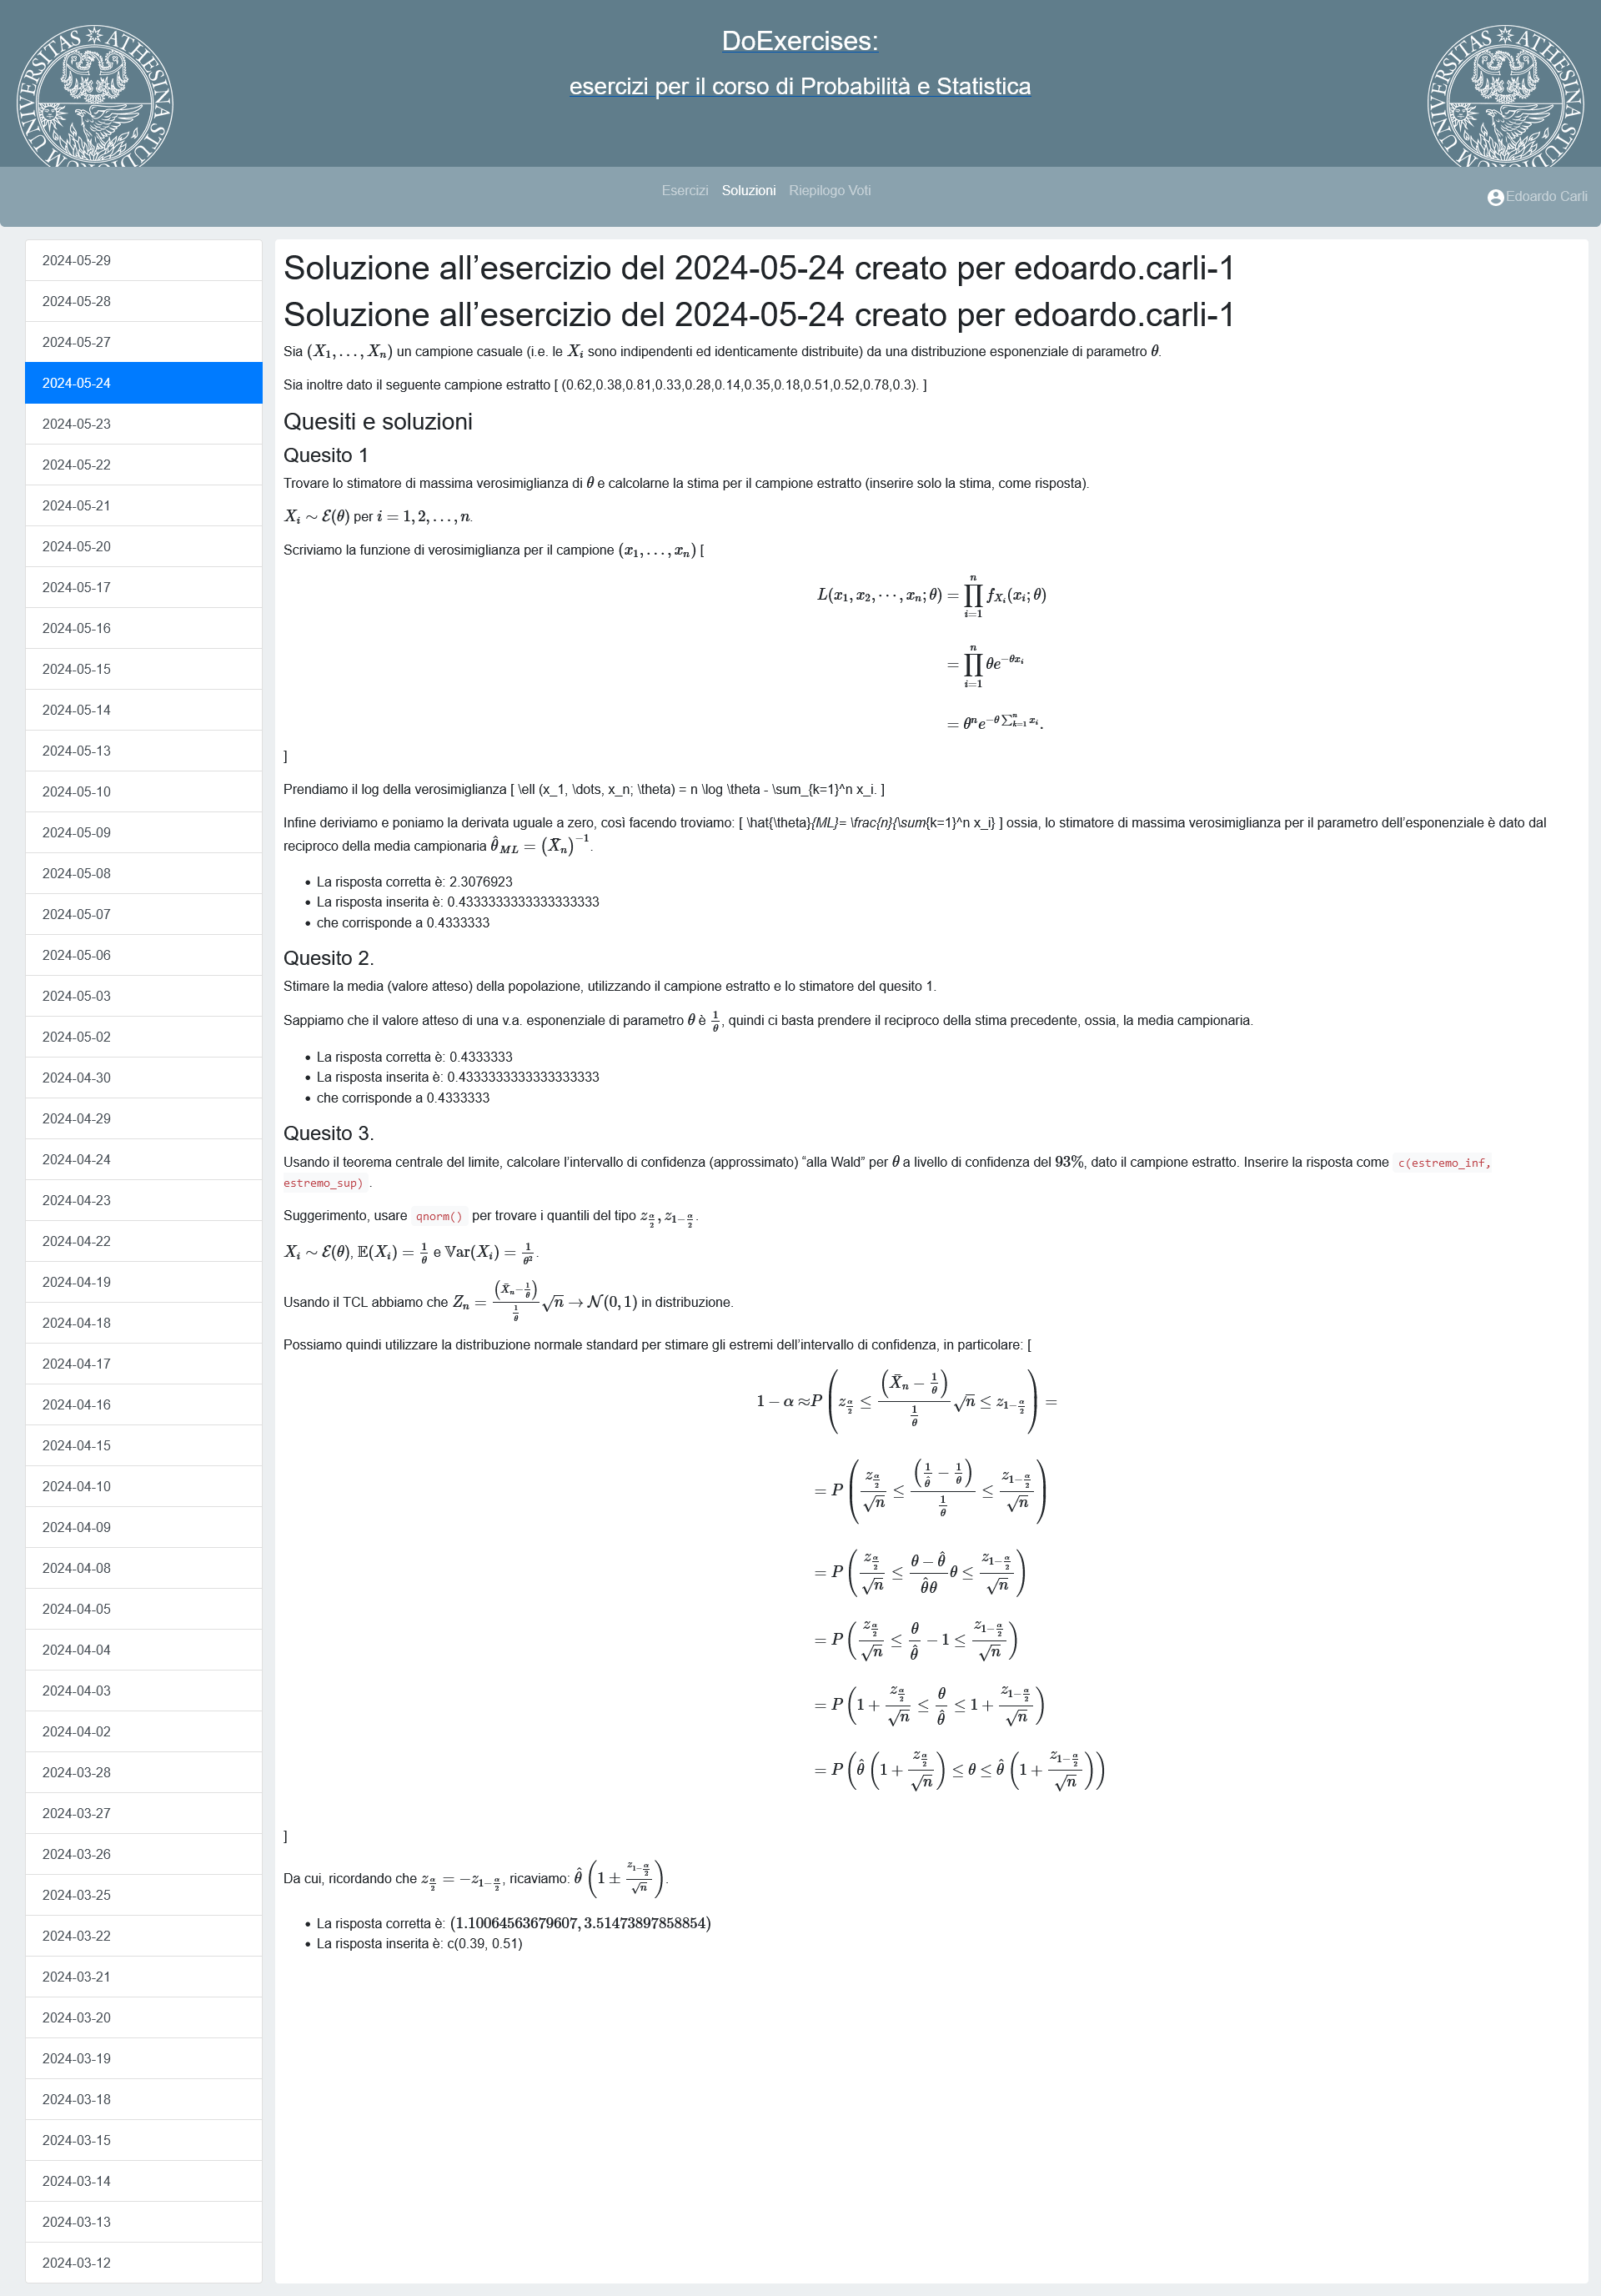 DoExercises:
esercizi per il corso di Probabilità e Statistica
UNIVERSITAS ATHESINA STUDIORUM
UNIVERSITAS ATHESINA STUDIORUM
Esercizi Soluzioni Riepilogo Voti
Edoardo Carli
2024-05-29
2024-05-28
2024-05-27
2024-05-24
2024-05-23
2024-05-22
2024-05-21
2024-05-20
2024-05-17
2024-05-16
2024-05-15
2024-05-14
2024-05-13
2024-05-10
2024-05-09
2024-05-08
2024-05-07
2024-05-06
2024-05-03
2024-05-02
2024-04-30
2024-04-29
2024-04-24
2024-04-23
2024-04-22
2024-04-19
2024-04-18
2024-04-17
2024-04-16
2024-04-15
2024-04-10
2024-04-09
2024-04-08
2024-04-05
2024-04-04
2024-04-03
2024-04-02
2024-03-28
2024-03-27
2024-03-26
2024-03-25
2024-03-22
2024-03-21
2024-03-20
2024-03-19
2024-03-18
2024-03-15
2024-03-14
2024-03-13
2024-03-12
Soluzione all’esercizio del 2024-05-24 creato per edoardo.carli-1
Soluzione all’esercizio del 2024-05-24 creato per edoardo.carli-1
Sia $(X_1, \dots, X_n)$ un campione casuale (i.e. le $X_i$ sono indipendenti ed identicamente distribuite) da una distribuzione esponenziale di parametro $\theta$.
Sia inoltre dato il seguente campione estratto [ (0.62,0.38,0.81,0.33,0.28,0.14,0.35,0.18,0.51,0.52,0.78,0.3). ]
Quesiti e soluzioni
Quesito 1
Trovare lo stimatore di massima verosimiglianza di $\theta$ e calcolarne la stima per il campione estratto (inserire solo la stima, come risposta).
$X_i \sim \mathcal{E}(\theta)$ per $i = 1, 2, \dots, n$.
Scriviamo la funzione di verosimiglianza per il campione $(x_1, \dots, x_n)$ [
$L(x_1, x_2, \cdots, x_n; \theta) = \prod_{i=1}^{n} f_{X_i}(x_i; \theta)$
$= \prod_{i=1}^{n} \theta e^{-\theta x_i}$
$= \theta^n e^{-\theta \sum_{k=1}^{n} x_i}.$
]
Prendiamo il log della verosimiglianza [ \ell (x_1, \dots, x_n; \theta) = n \log \theta - \sum_{k=1}^n x_i. ]
Infine deriviamo e poniamo la derivata uguale a zero, così facendo troviamo: [ \hat{\theta}{ML}= \frac{n}{\sum{k=1}^n x_i} ] ossia, lo stimatore di massima verosimiglianza per il parametro dell’esponenziale è dato dal
reciproco della media campionaria $\hat{\theta}_{ML} = (\bar{X}_n)^{-1}$.
• La risposta corretta è: 2.3076923
• La risposta inserita è: 0.4333333333333333333
• che corrisponde a 0.4333333
Quesito 2.
Stimare la media (valore atteso) della popolazione, utilizzando il campione estratto e lo stimatore del quesito 1.
Sappiamo che il valore atteso di una v.a. esponenziale di parametro $\theta$ è $\frac{1}{\theta}$, quindi ci basta prendere il reciproco della stima precedente, ossia, la media campionaria.
• La risposta corretta è: 0.4333333
• La risposta inserita è: 0.4333333333333333333
• che corrisponde a 0.4333333
Quesito 3.
Usando il teorema centrale del limite, calcolare l’intervallo di confidenza (approssimato) “alla Wald” per $\theta$ a livello di confidenza del 93%, dato il campione estratto. Inserire la risposta come c(estremo_inf,
estremo_sup) .
Suggerimento, usare qnorm() per trovare i quantili del tipo $z_{\frac{\alpha}{2}}, z_{1-\frac{\alpha}{2}}$.
$X_i \sim \mathcal{E}(\theta)$, $\mathbb{E}(X_i) = \frac{1}{\theta}$ e $\mathbb{V}\mathrm{ar}(X_i) = \frac{1}{\theta^2}$.
Usando il TCL abbiamo che $Z_n = \frac{(\bar{X}_n - \frac{1}{\theta})}{\frac{1}{\theta}} \sqrt{n} \to \mathcal{N}(0, 1)$ in distribuzione.
Possiamo quindi utilizzare la distribuzione normale standard per stimare gli estremi dell’intervallo di confidenza, in particolare: [
$1 - \alpha \approx P\left( z_{\frac{\alpha}{2}} \le \frac{(\bar{X}_n - \frac{1}{\theta})}{\frac{1}{\theta}} \sqrt{n} \le z_{1-\frac{\alpha}{2}} \right) =$
$= P\left( \frac{z_{\frac{\alpha}{2}}}{\sqrt{n}} \le \frac{(\frac{1}{\hat{\theta}} - \frac{1}{\theta})}{\frac{1}{\theta}} \le \frac{z_{1-\frac{\alpha}{2}}}{\sqrt{n}} \right)$
$= P\left( \frac{z_{\frac{\alpha}{2}}}{\sqrt{n}} \le \frac{\theta - \hat{\theta}}{\hat{\theta}\theta} \theta \le \frac{z_{1-\frac{\alpha}{2}}}{\sqrt{n}} \right)$
$= P\left( \frac{z_{\frac{\alpha}{2}}}{\sqrt{n}} \le \frac{\theta}{\hat{\theta}} - 1 \le \frac{z_{1-\frac{\alpha}{2}}}{\sqrt{n}} \right)$
$= P\left( 1 + \frac{z_{\frac{\alpha}{2}}}{\sqrt{n}} \le \frac{\theta}{\hat{\theta}} \le 1 + \frac{z_{1-\frac{\alpha}{2}}}{\sqrt{n}} \right)$
$= P\left( \hat{\theta} \left( 1 + \frac{z_{\frac{\alpha}{2}}}{\sqrt{n}} \right) \le \theta \le \hat{\theta} \left( 1 + \frac{z_{1-\frac{\alpha}{2}}}{\sqrt{n}} \right) \right)$
]
Da cui, ricordando che $z_{\frac{\alpha}{2}} = -z_{1-\frac{\alpha}{2}}$, ricaviamo: $\hat{\theta} \left( 1 \pm \frac{z_{1-\frac{\alpha}{2}}}{\sqrt{n}} \right)$.
• La risposta corretta è: (1.10064563679607, 3.51473897858854)
• La risposta inserita è: c(0.39, 0.51)